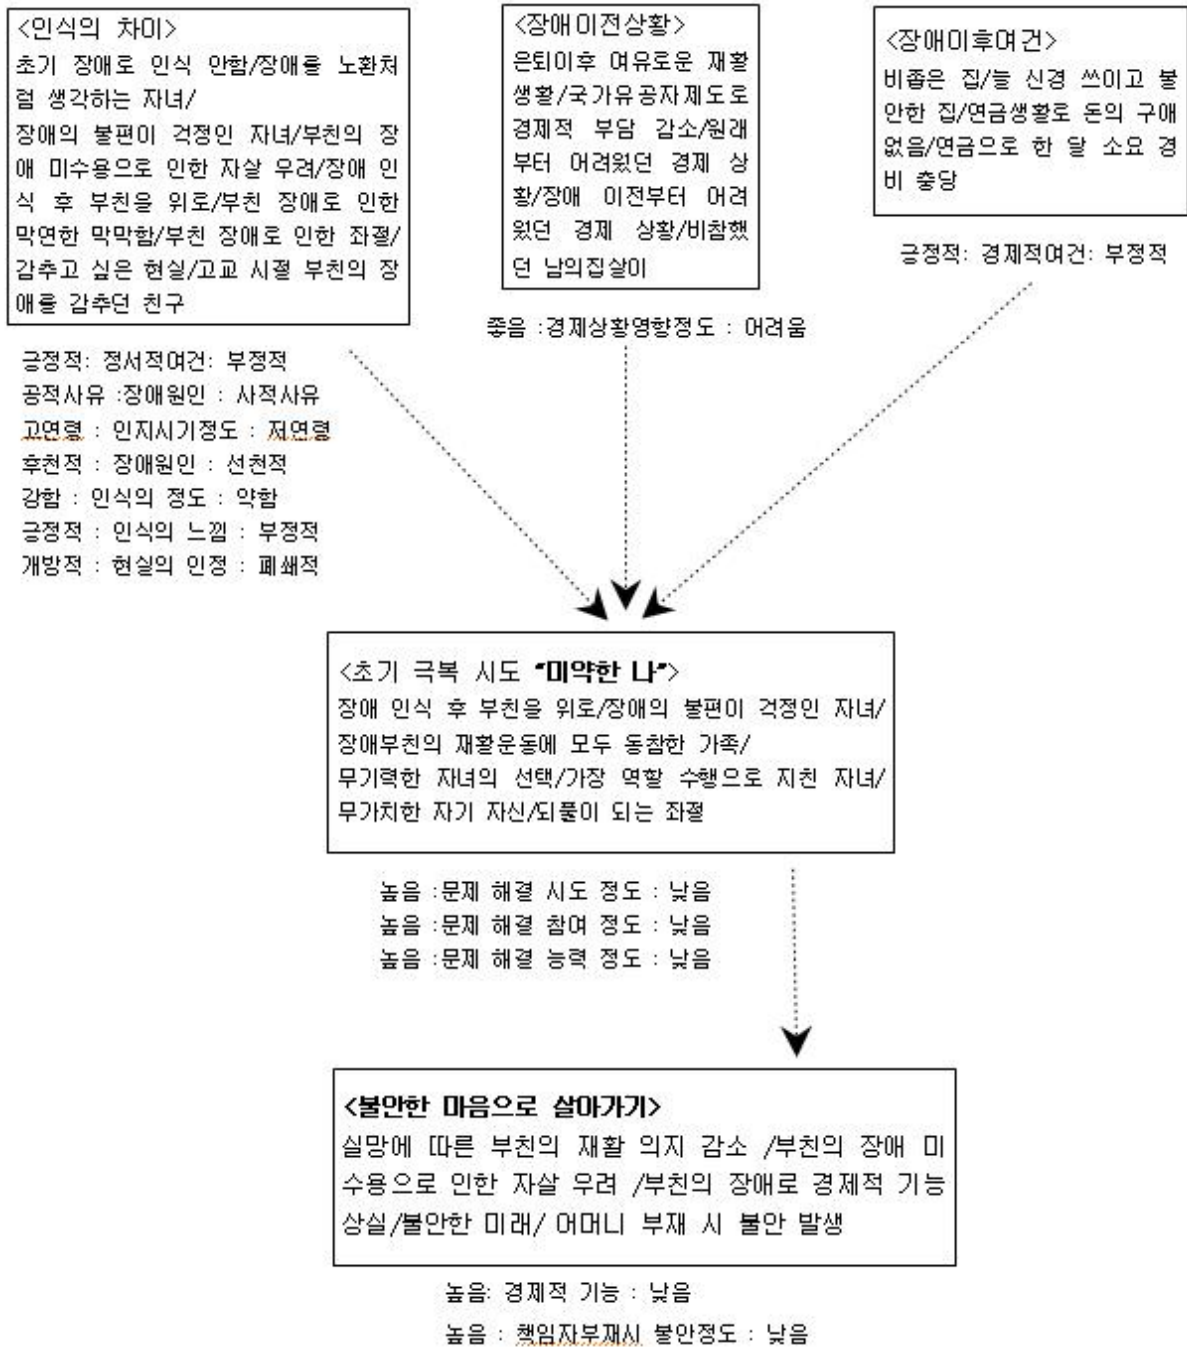 <인식의 차이>
초기 장애로 인식 안함/장애을 노환처
럼 생각하는 자녀/
장애의 불편이 걱정인 자녀/부친의 장
애 미수용으로 인한 자살 우려/장애 인
식 후 부친을 위로/부친 장애로 인한
막연한 막막함/부친 장애로 인한 좌절/
감추고 싶은 현실/고교 시절 부친의 장
애를 감추던 친구
긍정적: 정서적여건: 부정적
공적사유 :장애원인 : 사적사유
고연령 : 인지시기정도 : 저연령
후천적 : 장애원인 : 선천적
강함 : 인식의 정도 : 약함
긍정적 : 인식의 느낌 : 부정적
개방적 : 현실의 인정 : 폐쇄적
<장애이전상황>
은퇴이후 여유로운 재활
생활/국가유공자제도로
경제적 부담 감소/원래
부터 어려웠던 경제 상
황/장애 이전부터 어려
웠던 경제 상황/비참했
던 남의집살이
좋음 :경제상황영향정도 : 어려움
<장애이후여건>
비좁은 집/늘 신경 쓰이고 불
안한 집/연금생활로 돈의 구애
없음/연금으로 한 달 소요 경
비 충당
긍정적: 경제적여건: 부정적
<초기 극복 시도 "미약한 나">
장애 인식 후 부친을 위로/장애의 불편이 걱정인 자녀/
장애부친의 재활운동에 모두 동참한 가족/
무기력한 자녀의 선택/가장 역할 수행으로 지친 자녀/
무가치한 자기 자신/되풀이 되는 좌절
높음 :문제 해결 시도 정도 : 낮음
높음 :문제 해결 참여 정도 : 낮음
높음 :문제 해결 능력 정도 : 낮음
<불안한 마음으로 살아가기>
실망에 따른 부친의 재활 의지 감소 /부친의 장애 미
수용으로 인한 자살 우려 /부친의 장애로 경제적 기능
상실/불안한 미래/ 어머니 부재 시 불안 발생
높음: 경제적 기능 : 낮음
높음 : 책임자부재시 불안정도 : 낮음